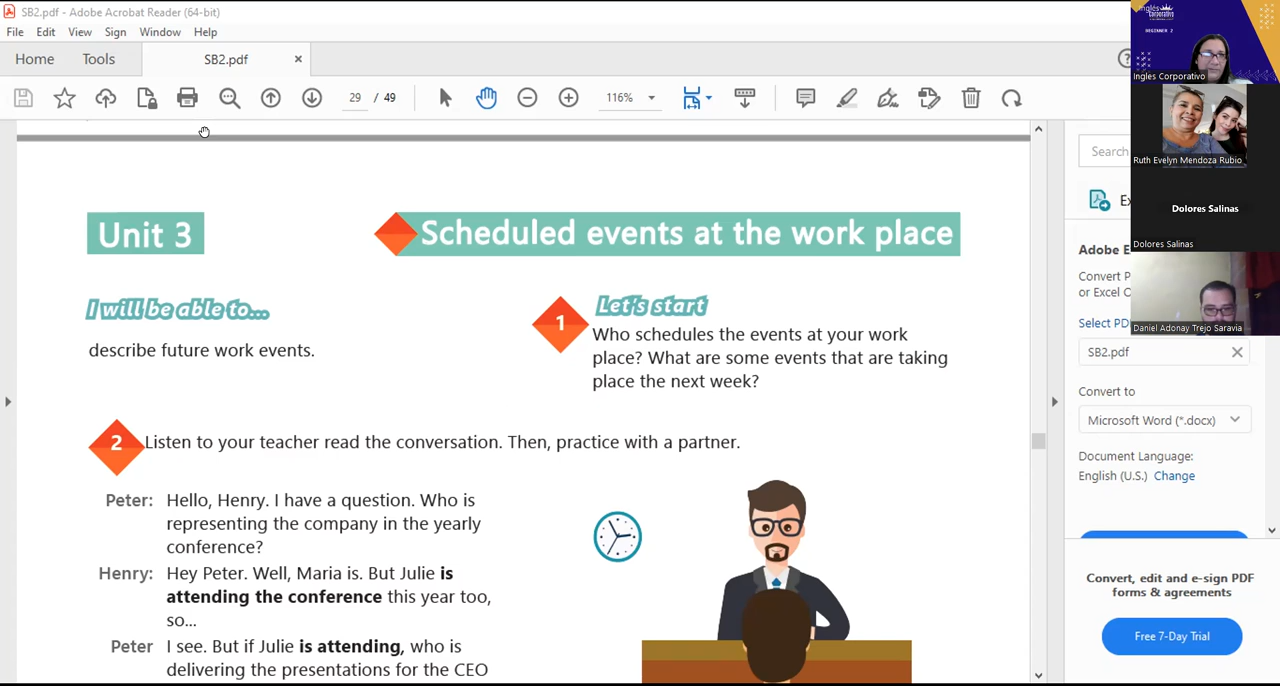 SB2.pdf - Adobe Acrobat Reader (64-bit)
File Edit View Sign Window Help
Home Tools SB2.pdf ×
29 / 49 116%
Search
Unit 3
Scheduled events at the work place
I will be able to...
describe future work events.
1
Let's start
Who schedules the events at your work
place? What are some events that are taking
place the next week?
2
Listen to your teacher read the conversation. Then, practice with a partner.
Peter: Hello, Henry. I have a question. Who is
representing the company in the yearly
conference?
Henry: Hey Peter. Well, Maria is. But Julie is
attending the conference this year too,
so...
Peter I see. But if Julie is attending, who is
delivering the presentations for the CEO
Inglés
Corporativo
BEGINNER 2
Ingles Corporativo
Ruth Evelyn Mendoza Rubio
Dolores Salinas
Dolores Salinas
Daniel Adonay Trejo Saravia
Ex
Adobe E
Convert P
or Excel O
Select PD
SB2.pdf
Convert to
Microsoft Word (*.docx)
Document Language:
English (U.S.) Change
Convert, edit and e-sign PDF
forms & agreements
Free 7-Day Trial